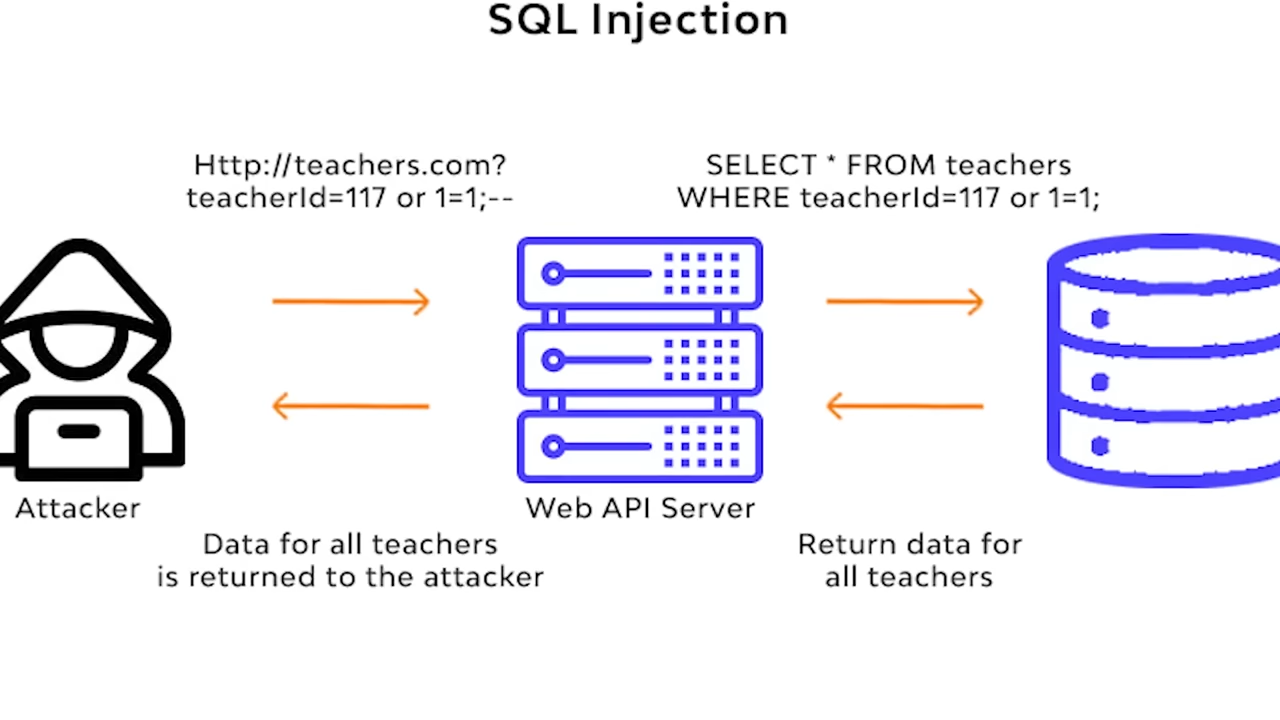 SQL Injection
Http://teachers.com?
teacherId=117 or 1=1;--
SELECT * FROM teachers
WHERE teacherId=117 or 1=1;
Attacker
Web API Server
Data for all teachers
is returned to the attacker
Return data for
all teachers